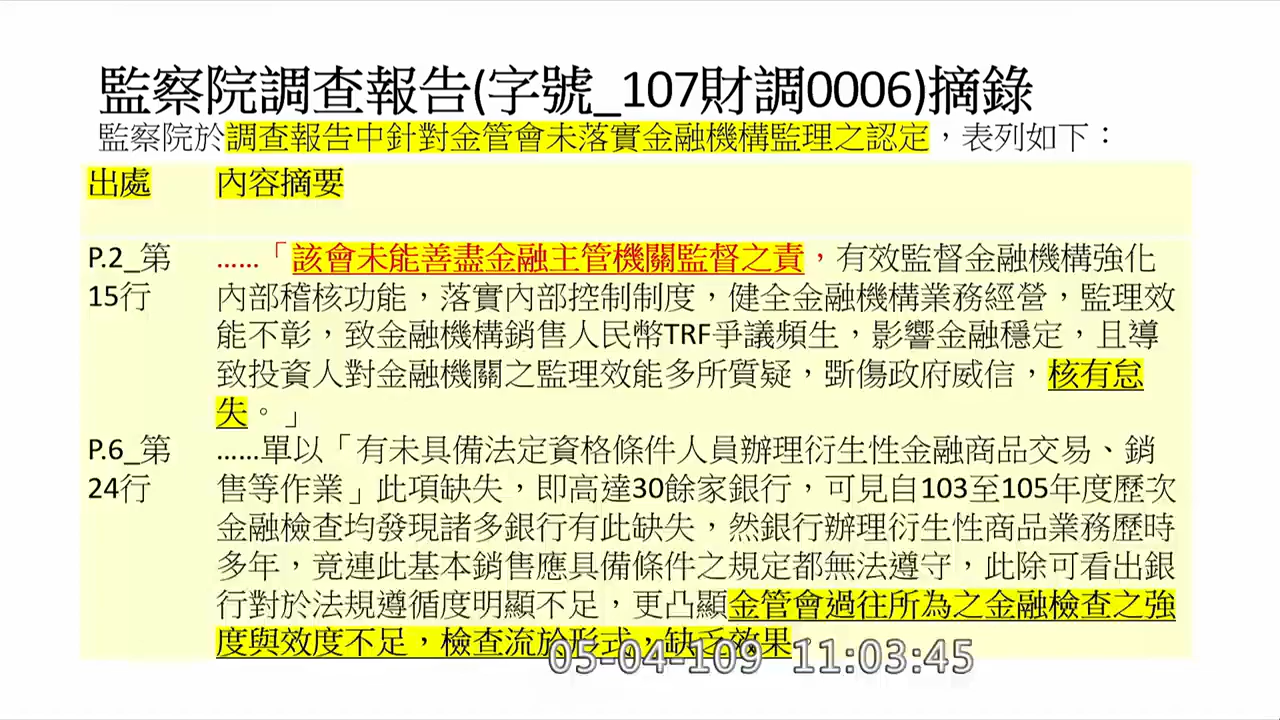 監察院調查報告(字號_107財調0006)摘錄
監察院於調查報告中針對金管會未落實金融機構監理之認定，表列如下：
出處 內容摘要
P.2_第15行
……「該會未能善盡金融主管機關監督之責，有效監督金融機構強化
內部稽核功能，落實內部控制制度，健全金融機構業務經營，監理效
能不彰，致金融機構銷售人民幣TRF爭議頻生，影響金融穩定，且導
致投資人對金融機關之監理效能多所質疑，斲傷政府威信，核有怠
失。」
P.6_第24行
……單以「有未具備法定資格條件人員辦理衍生性金融商品交易、銷
售等作業」此項缺失，即高達30餘家銀行，可見自103至105年度歷次
金融檢查均發現諸多銀行有此缺失，然銀行辦理衍生性商品業務歷時
多年，竟連此基本銷售應具備條件之規定都無法遵守，此除可看出銀
行對於法規遵循度明顯不足，更凸顯金管會過往所為之金融檢查之強
度與效度不足，檢查流於形式，缺乏效果
05-04-109 11:03:45